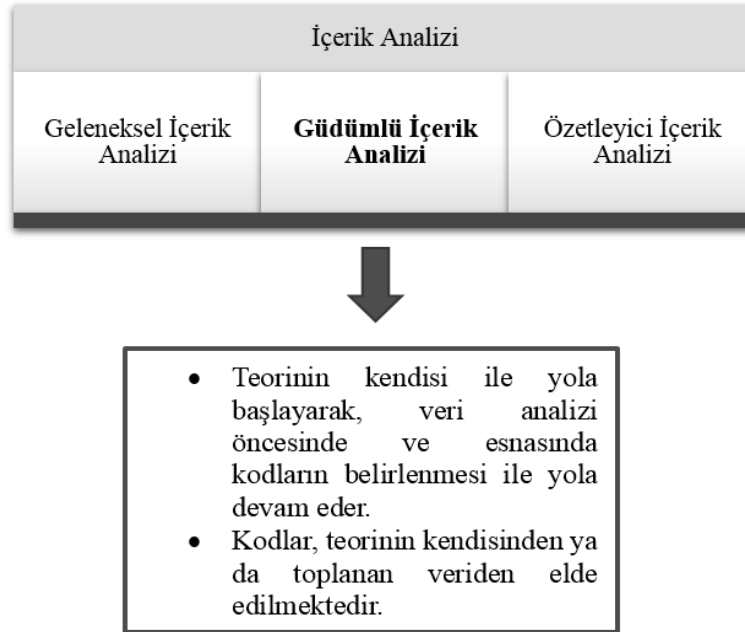 İçerik Analizi
Geleneksel İçerik
Analizi
Güdümlü İçerik
Analizi
Özetleyici İçerik
Analizi
• Teorinin kendisi ile yola
başlayarak, veri analizi
öncesinde ve esnasında
kodların belirlenmesi ile yola
devam eder.
• Kodlar, teorinin kendisinden ya
da toplanan veriden elde
edilmektedir.